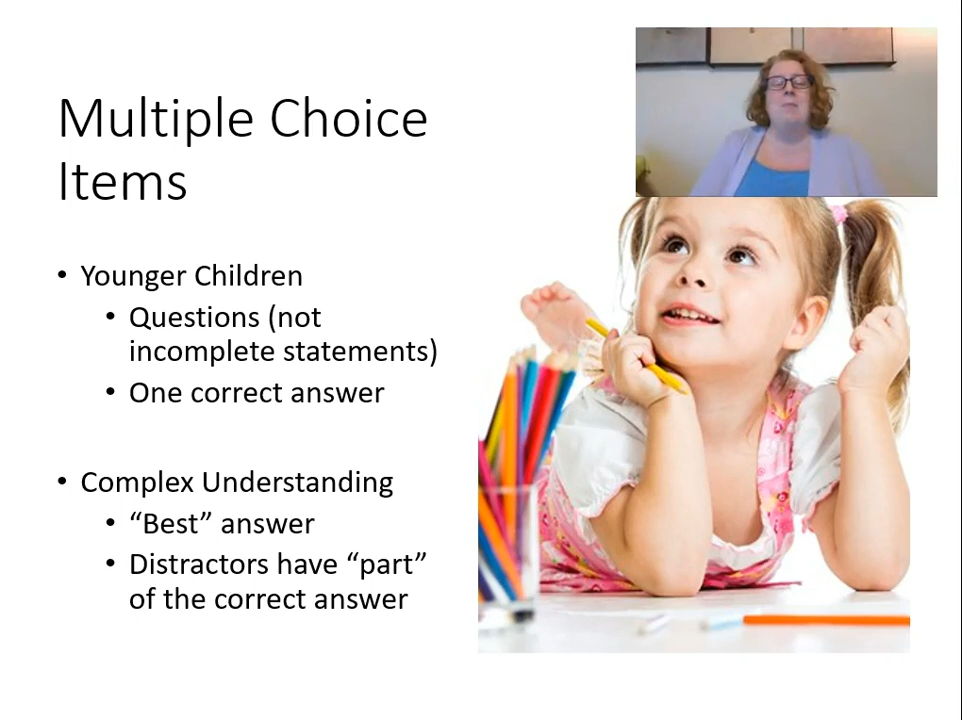 Multiple Choice
Items
• Younger Children
• Questions (not
incomplete statements)
• One correct answer
• Complex Understanding
• “Best” answer
• Distractors have “part”
of the correct answer